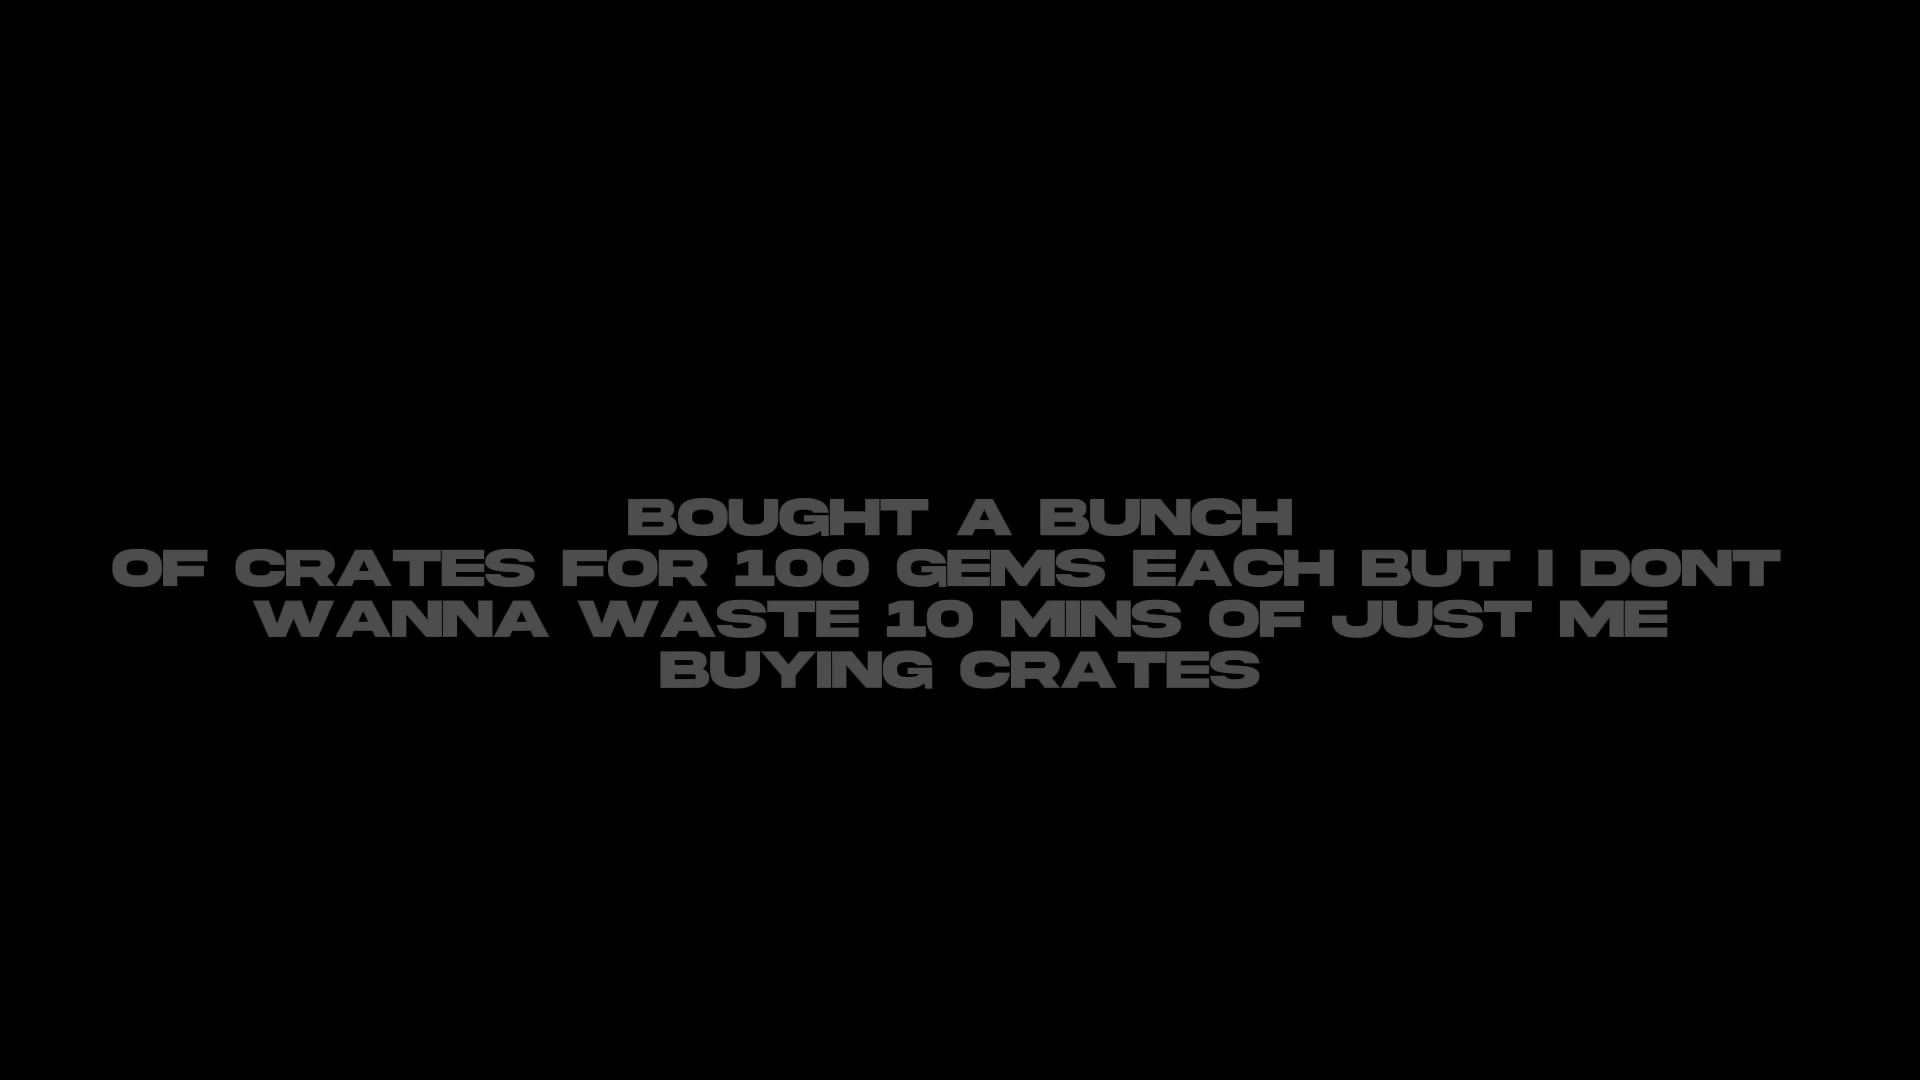 BOUGHT A BUNCH
OF CRATES FOR 100 GEMS EACH BUT I DONT
WANNA WASTE 10 MINS OF JUST ME
BUYING CRATES